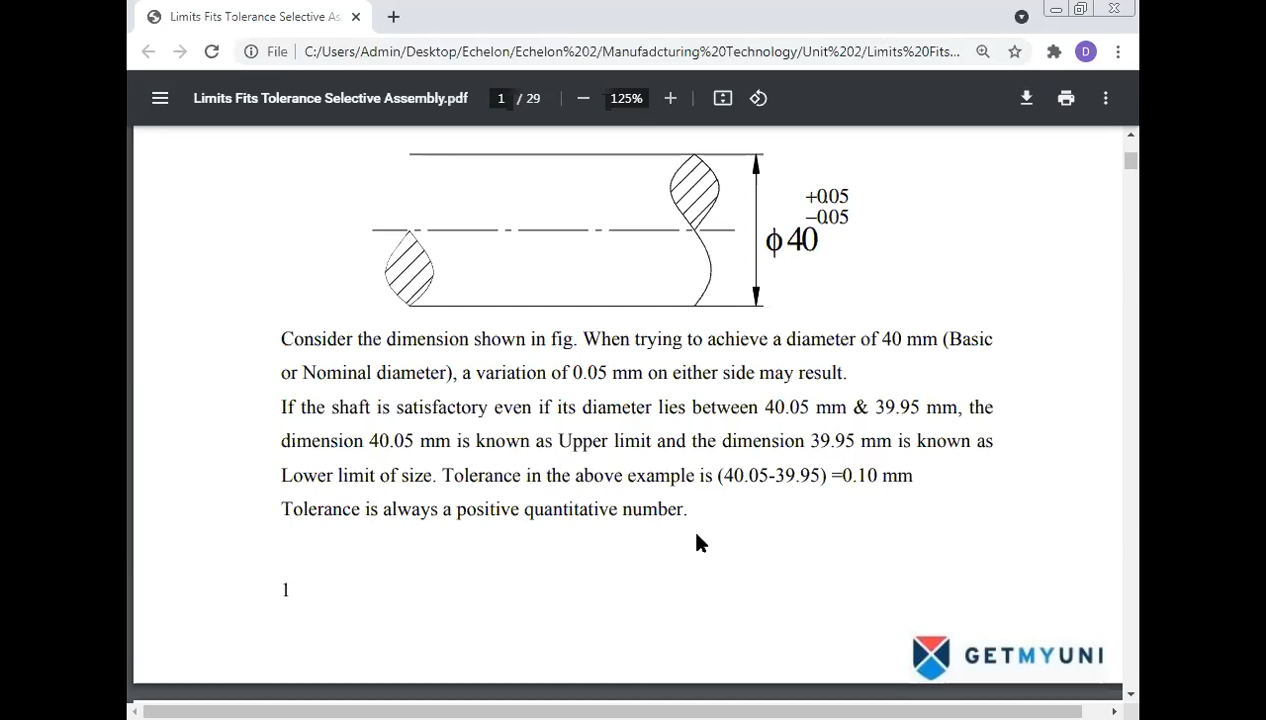 Limits Fits Tolerance Selective As
File C:/Users/Admin/Desktop/Echelon/Echelon%202/Manufadcturing%20Technology/Unit%202/Limits%20Fits...
D
Limits Fits Tolerance Selective Assembly.pdf 1 / 29 125%
+0.05
−0.05
ϕ40
Consider the dimension shown in fig. When trying to achieve a diameter of 40 mm (Basic
or Nominal diameter), a variation of 0.05 mm on either side may result.
If the shaft is satisfactory even if its diameter lies between 40.05 mm & 39.95 mm, the
dimension 40.05 mm is known as Upper limit and the dimension 39.95 mm is known as
Lower limit of size. Tolerance in the above example is (40.05-39.95) =0.10 mm
Tolerance is always a positive quantitative number.
1
GETMYUNI